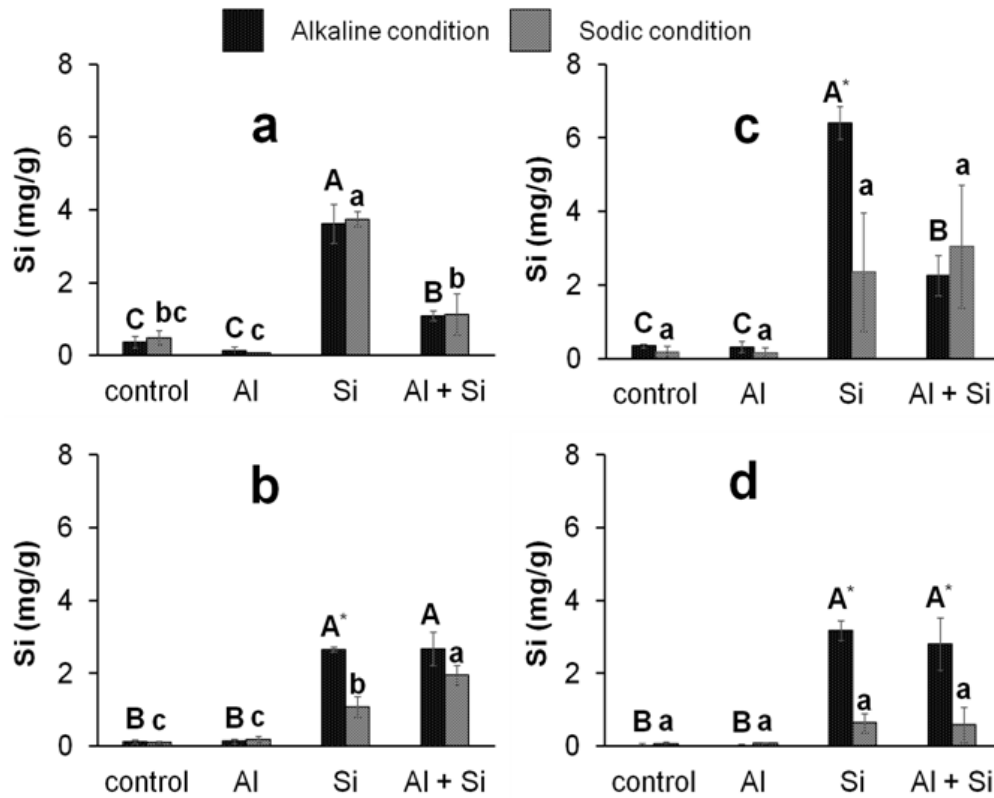 Alkaline condition Sodic condition
a
Si (mg/g)
8
6
4
2
0
C bc C c A a B b
control Al Si Al + Si
c
Si (mg/g)
8
6
4
2
0
C a C a A* a B a
control Al Si Al + Si
b
Si (mg/g)
8
6
4
2
0
B c B c A* b A a
control Al Si Al + Si
d
Si (mg/g)
8
6
4
2
0
B a B a A* a A* a
control Al Si Al + Si